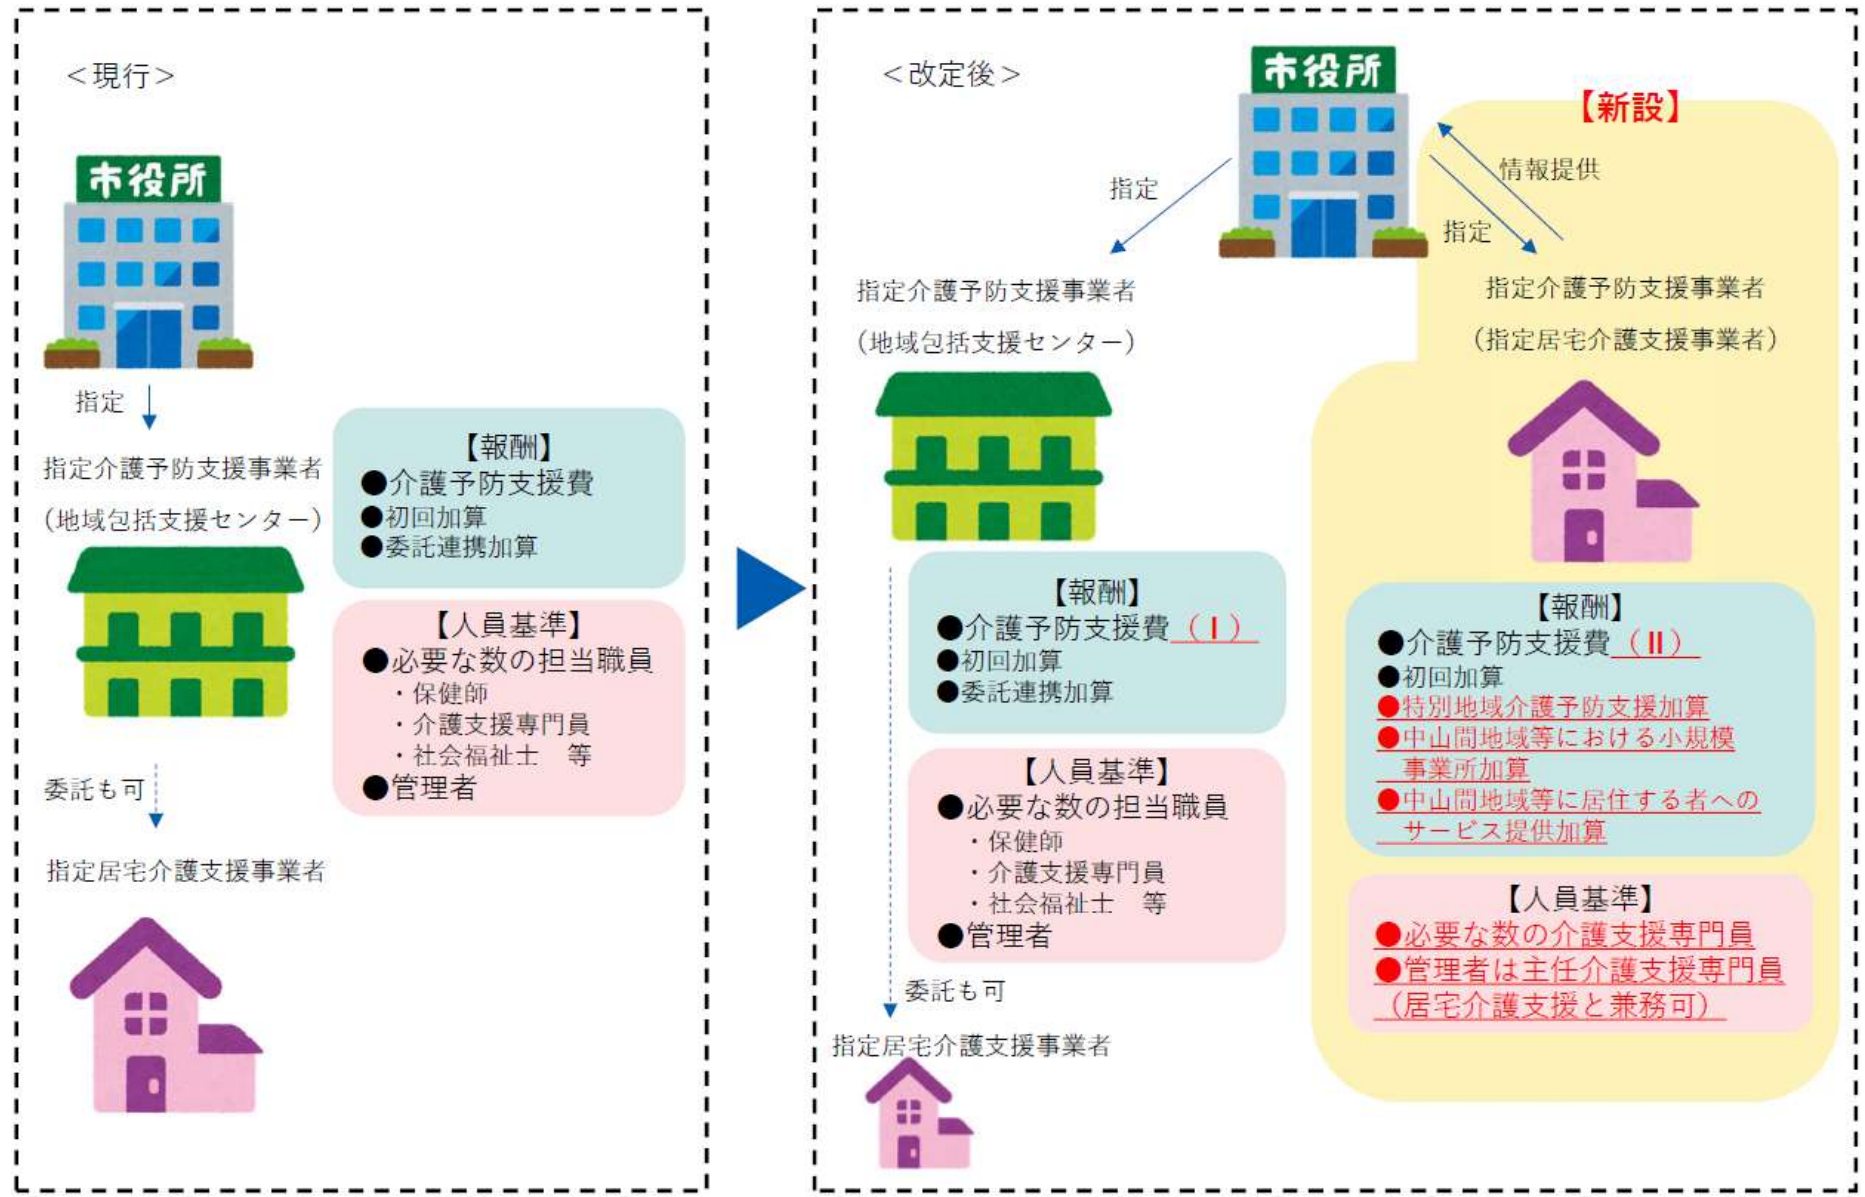 ＜現行＞
市役所
指定
指定介護予防支援事業者
（地域包括支援センター）
【報酬】
●介護予防支援費
●初回加算
●委託連携加算
【人員基準】
●必要な数の担当職員
・保健師
・介護支援専門員
・社会福祉士　等
●管理者
委託も可
指定居宅介護支援事業者
＜改定後＞
市役所
指定
指定介護予防支援事業者
（地域包括支援センター）
【報酬】
●介護予防支援費（Ⅰ）
●初回加算
●委託連携加算
【人員基準】
●必要な数の担当職員
・保健師
・介護支援専門員
・社会福祉士　等
●管理者
委託も可
指定居宅介護支援事業者
【新設】
情報提供
指定
指定介護予防支援事業者
（指定居宅介護支援事業者）
【報酬】
●介護予防支援費（Ⅱ）
●初回加算
●特別地域介護予防支援加算
●中山間地域等における小規模
事業所加算
●中山間地域等に居住する者への
サービス提供加算
【人員基準】
●必要な数の介護支援専門員
●管理者は主任介護支援専門員
（居宅介護支援と兼務可）